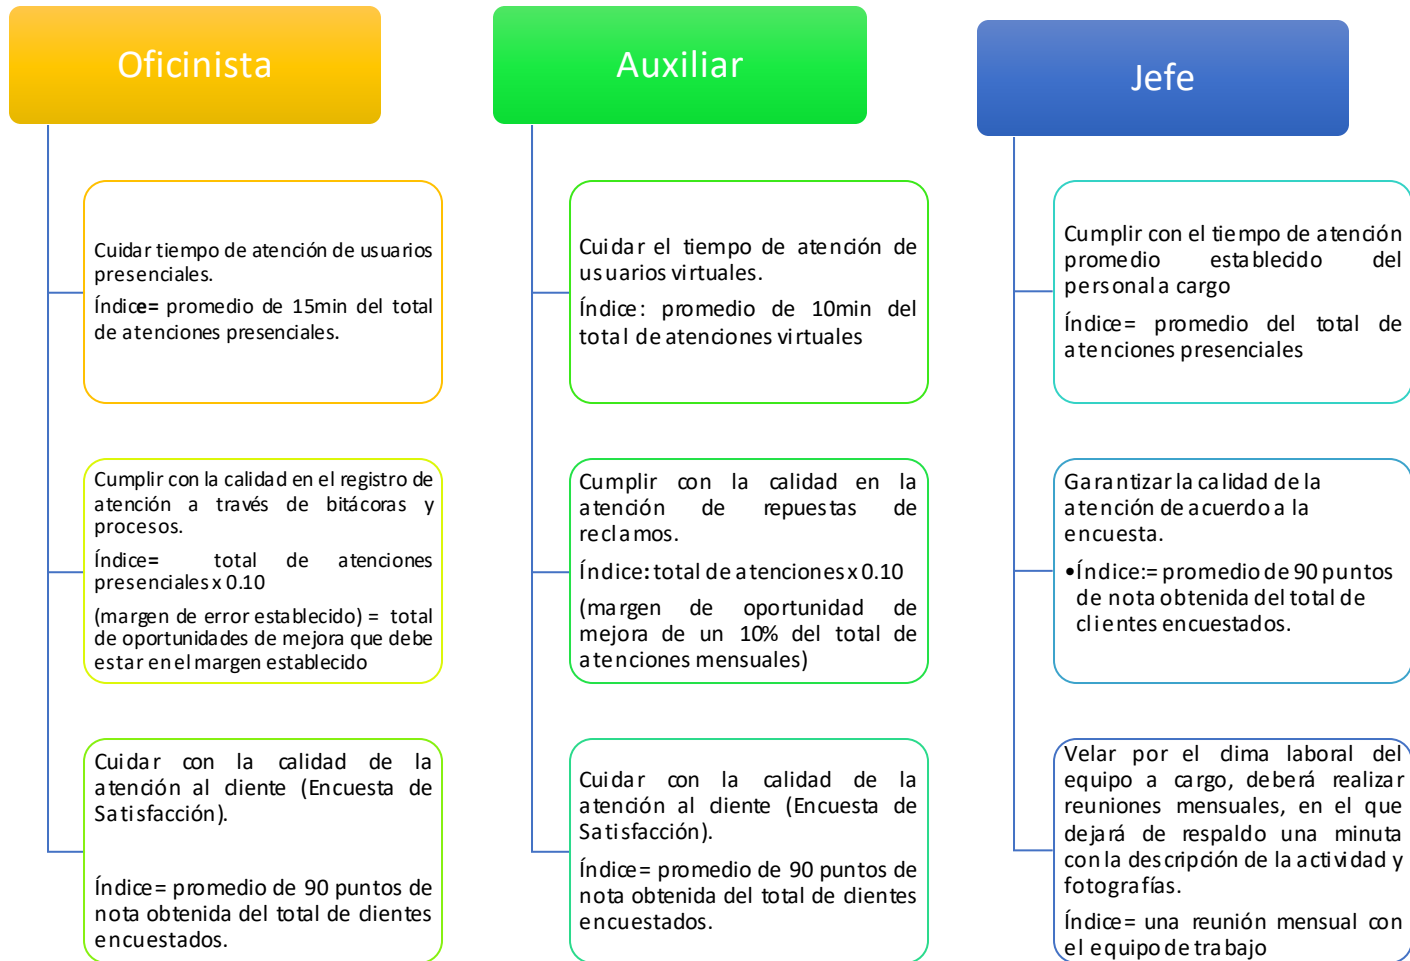 Oficinista
Cuidar tiempo de atención de usuarios
presenciales.
Índice= promedio de 15min del total
de atenciones presenciales.
Cumplir con la calidad en el registro de
atención a través de bitácoras y
procesos.
Índice= total de atenciones
presenciales x 0.10
(margen de error establecido) = total
de oportunidades de mejora que debe
estar en el margen establecido
Cuidar con la calidad de la
atención al cliente (Encuesta de
Satisfacción).
Índice= promedio de 90 puntos de
nota obtenida del total de clientes
encuestados.
Auxiliar
Cuidar el tiempo de atención de
usuarios virtuales.
Índice: promedio de 10min del
total de atenciones virtuales
Cumplir con la calidad en la
atención de repuestas de
reclamos.
Índice: total de atenciones x 0.10
(margen de oportunidad de
mejora de un 10% del total de
atenciones mensuales)
Cuidar con la calidad de la
atención al cliente (Encuesta de
Satisfacción).
Índice= promedio de 90 puntos de
nota obtenida del total de clientes
encuestados.
Jefe
Cumplir con el tiempo de atención
promedio establecido del
personal a cargo
Índice= promedio del total de
atenciones presenciales
Garantizar la calidad de la
atención de acuerdo a la
encuesta.
•Índice:= promedio de 90 puntos
de nota obtenida del total de
clientes encuestados.
Velar por el clima laboral del
equipo a cargo, deberá realizar
reuniones mensuales, en el que
dejará de respaldo una minuta
con la descripción de la actividad y
fotografías.
Índice= una reunión mensual con
el equipo de trabajo